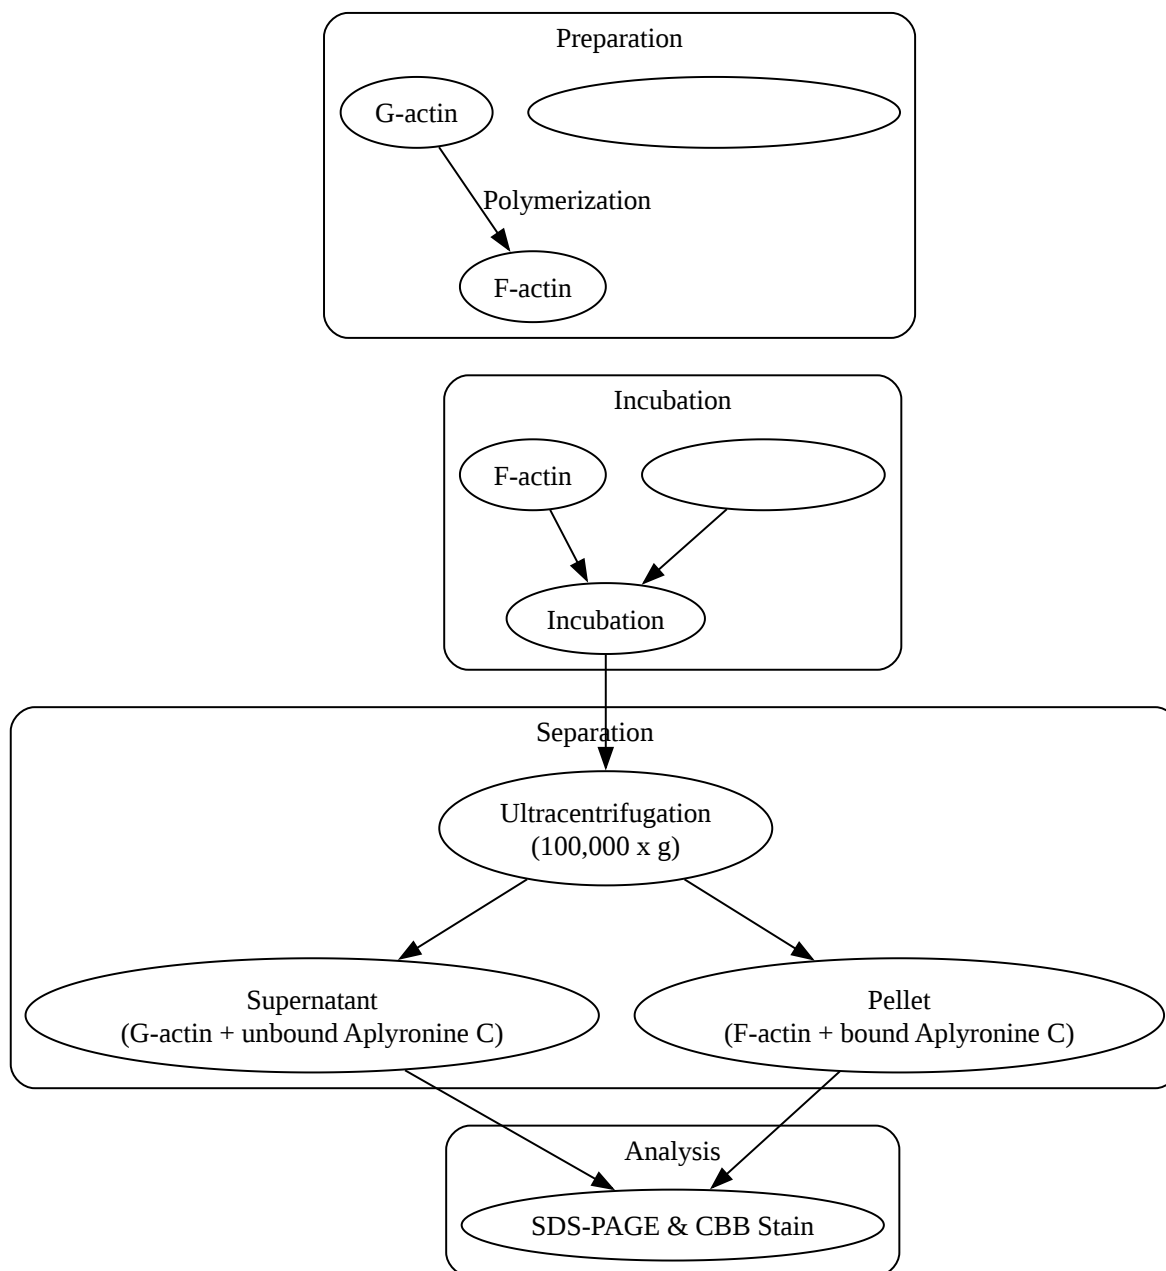 Preparation
G-actin
Polymerization
F-actin
Incubation
F-actin
Incubation
Separation
Ultracentrifugation
(100,000 x g)
Supernatant
(G-actin + unbound Aplyronine C)
Pellet
(F-actin + bound Aplyronine C)
Analysis
SDS-PAGE & CBB Stain